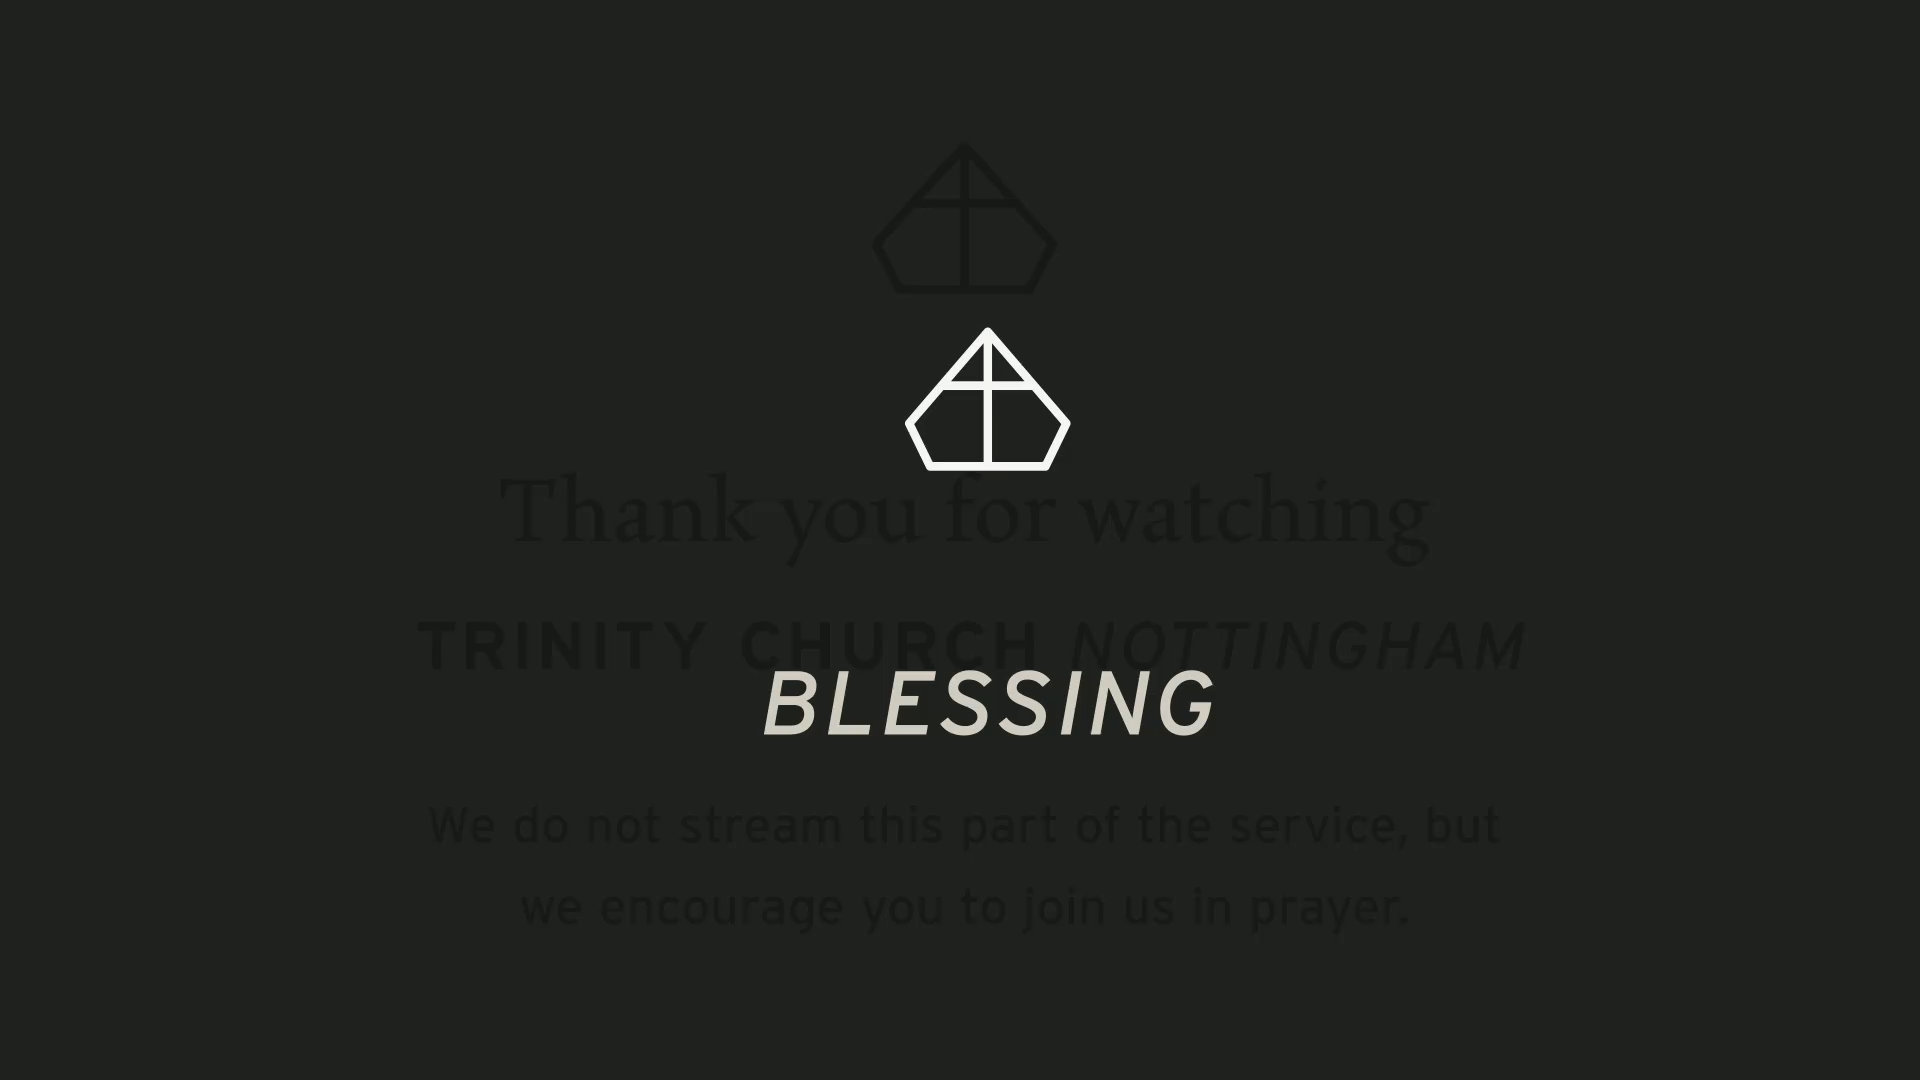 Thank you for watching
TRINITY CHURCH NOTTINGHAM
BLESSING
We do not stream this part of the service, but
we encourage you to join us in prayer.